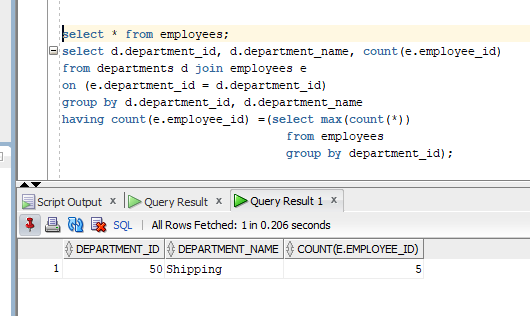 select * from employees;
select d.department_id, d.department_name, count(e.employee_id)
from departments d join employees e
on (e.department_id = d.department_id)
group by d.department_id, d.department_name
having count(e.employee_id) =(select max(count(*))
from employees
group by department_id);
Script Output x Query Result x Query Result 1 x
SQL | All Rows Fetched: 1 in 0.206 seconds
DEPARTMENT_ID DEPARTMENT_NAME COUNT(E.EMPLOYEE_ID)
1 50 Shipping 5